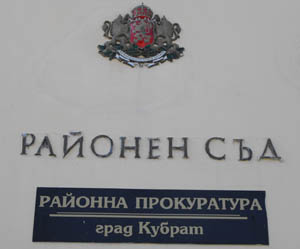 РАЙОНЕН СЪД
РАЙОННА ПРОКУРАТУРА
град Кубрат